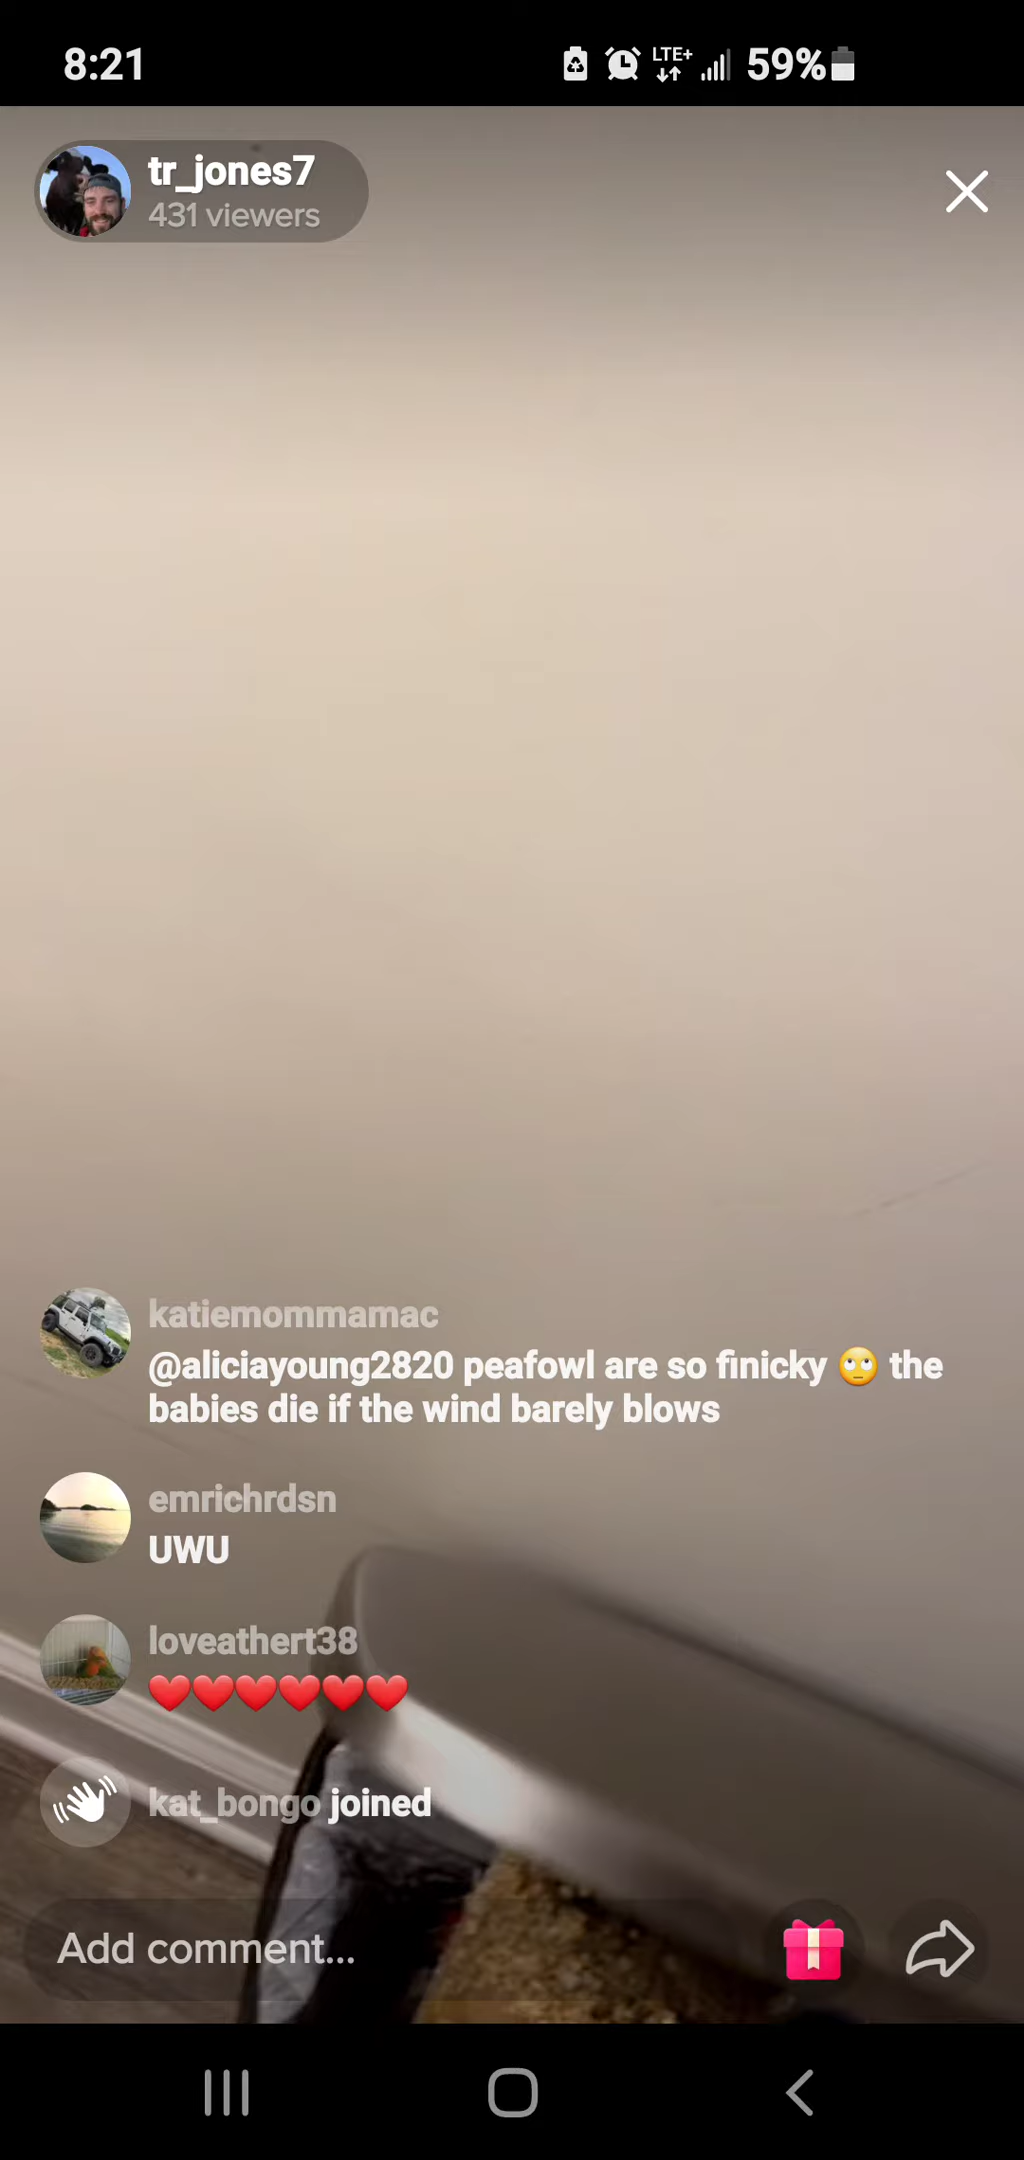 8:21
LTE+ 59%
tr_jones7
431 viewers
katiemommamac
@aliciayoung2820 peafowl are so finicky 🙄 the
babies die if the wind barely blows
emrichrdsn
UWU
loveathert38
❤️❤️❤️❤️❤️❤️
kat_bongo joined
Add comment...